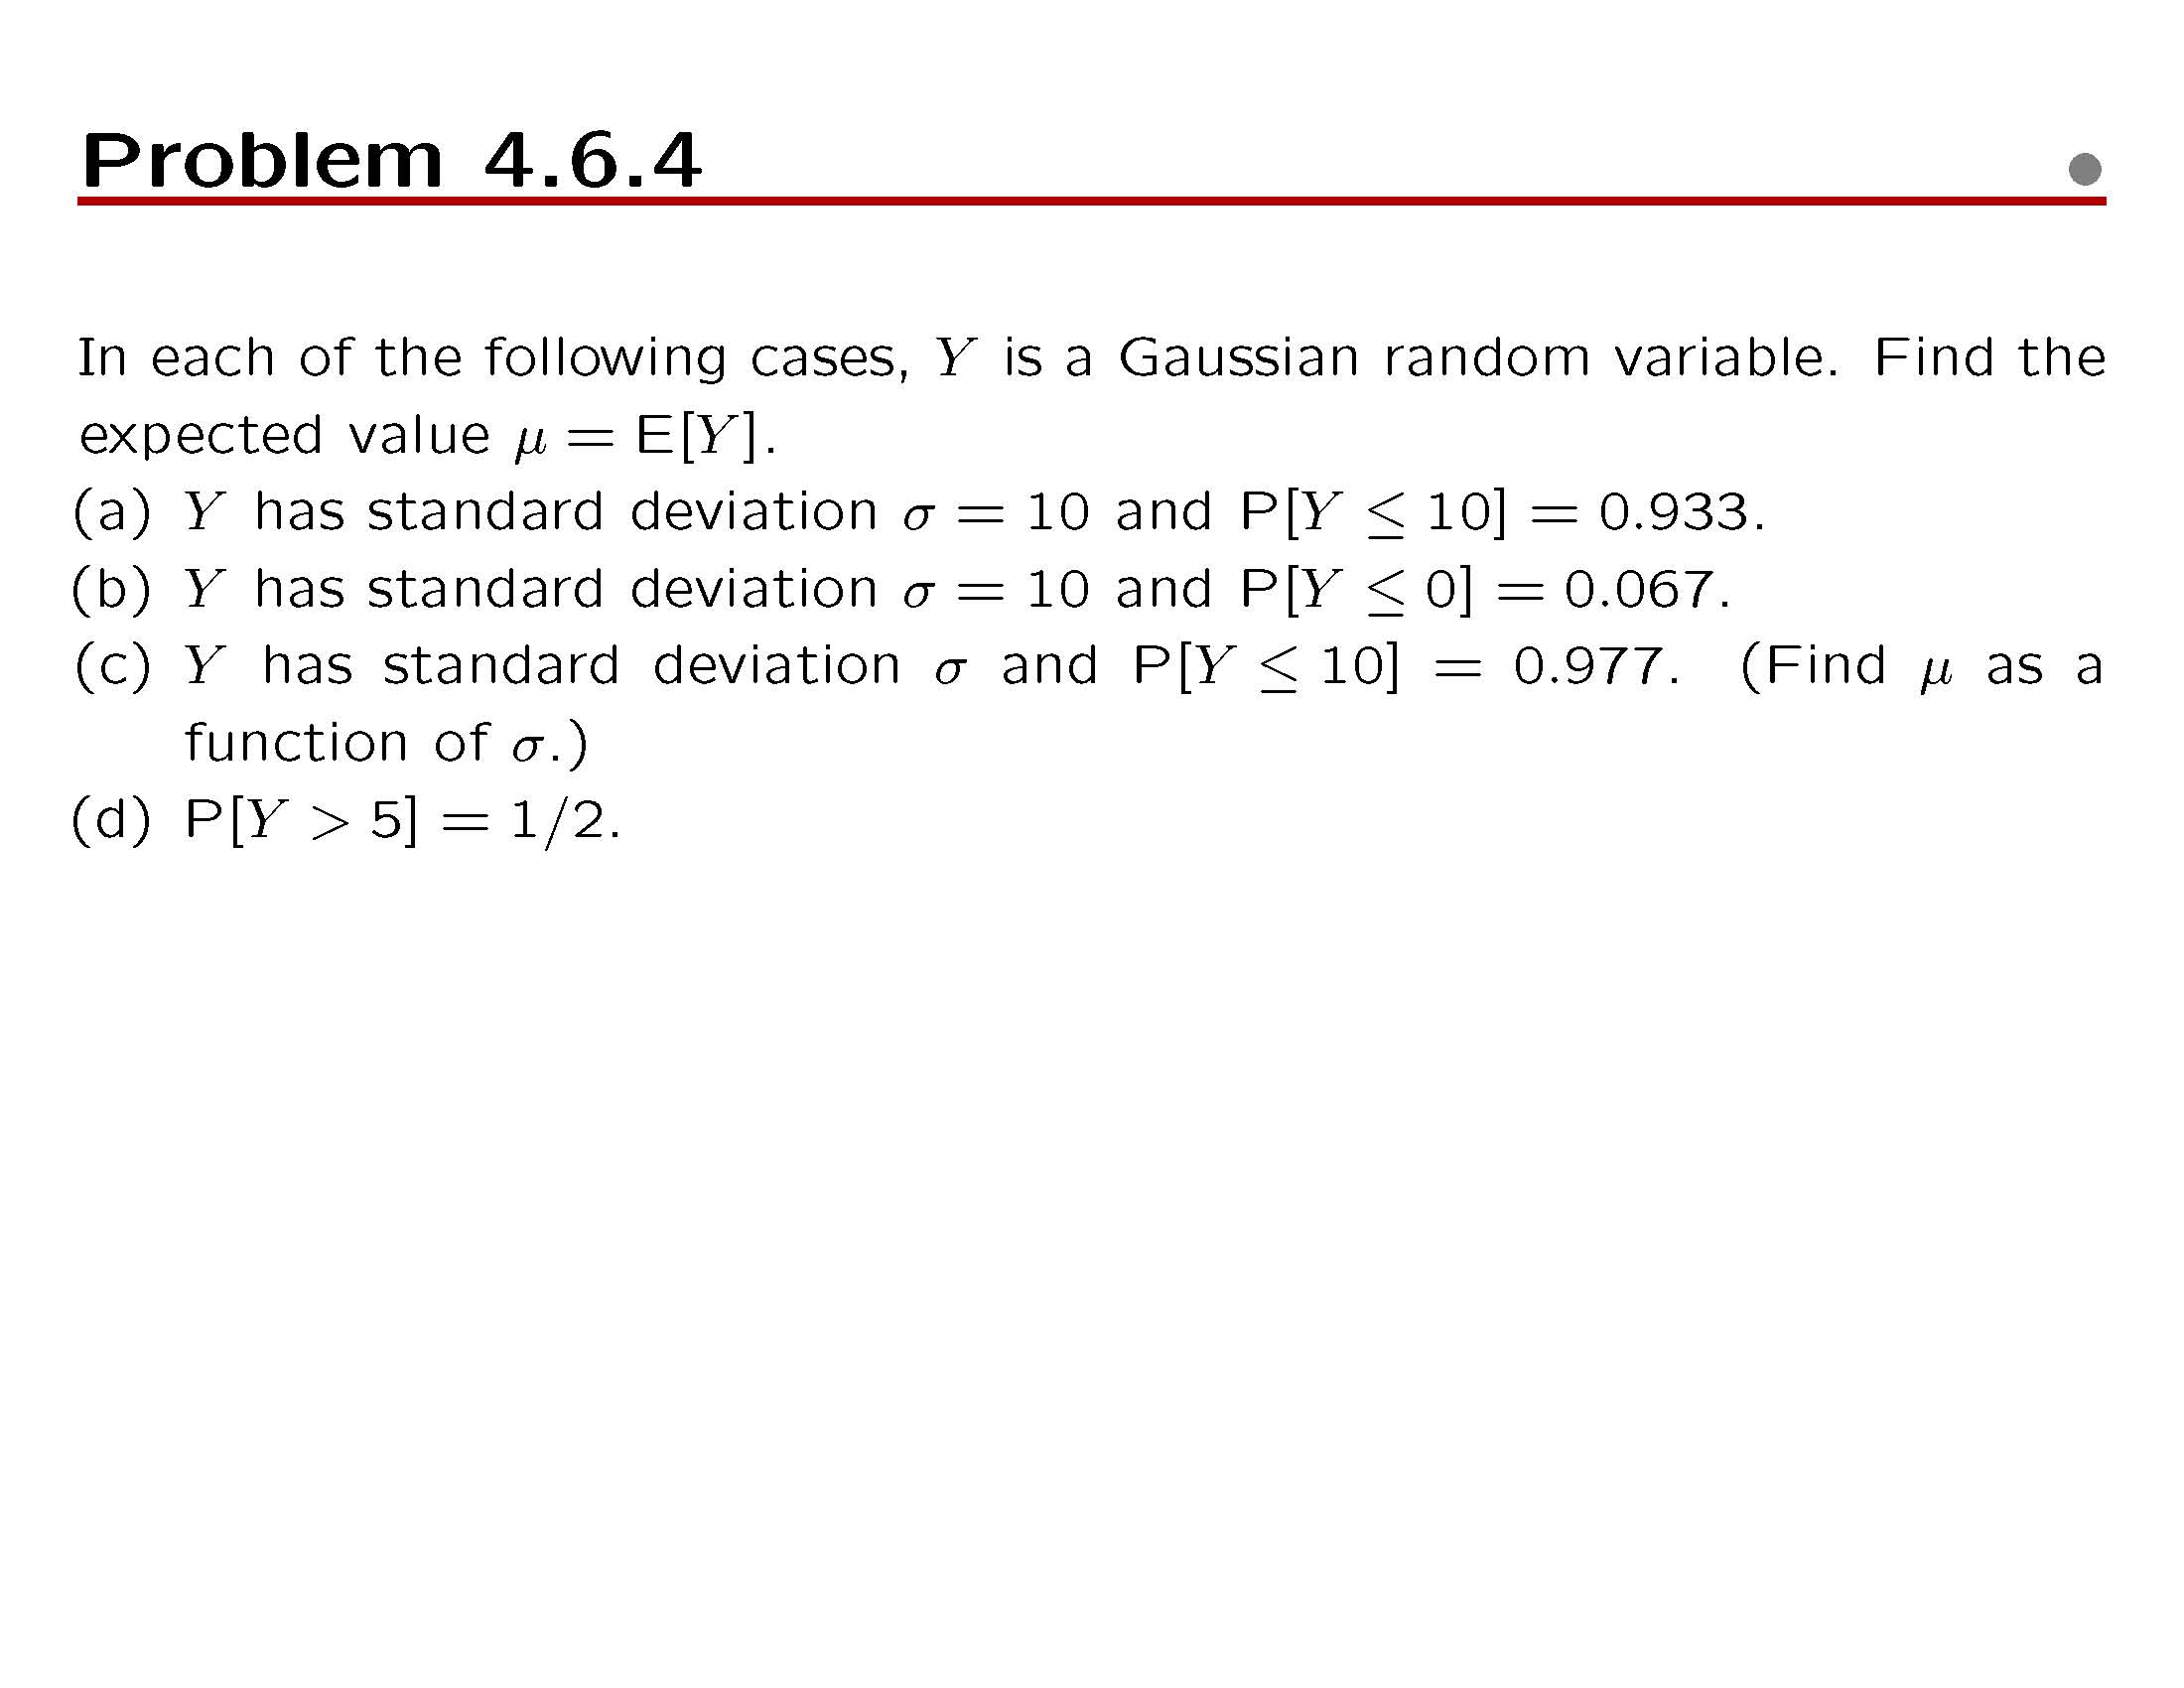 Problem 4.6.4
In each of the following cases, Y is a Gaussian random variable. Find the
expected value μ = E[Y].
(a) Y has standard deviation σ = 10 and P[Y ≤ 10] = 0.933.
(b) Y has standard deviation σ = 10 and P[Y ≤ 0] = 0.067.
(c) Y has standard deviation σ and P[Y ≤ 10] = 0.977. (Find μ as a
function of σ.)
(d) P[Y > 5] = 1/2.